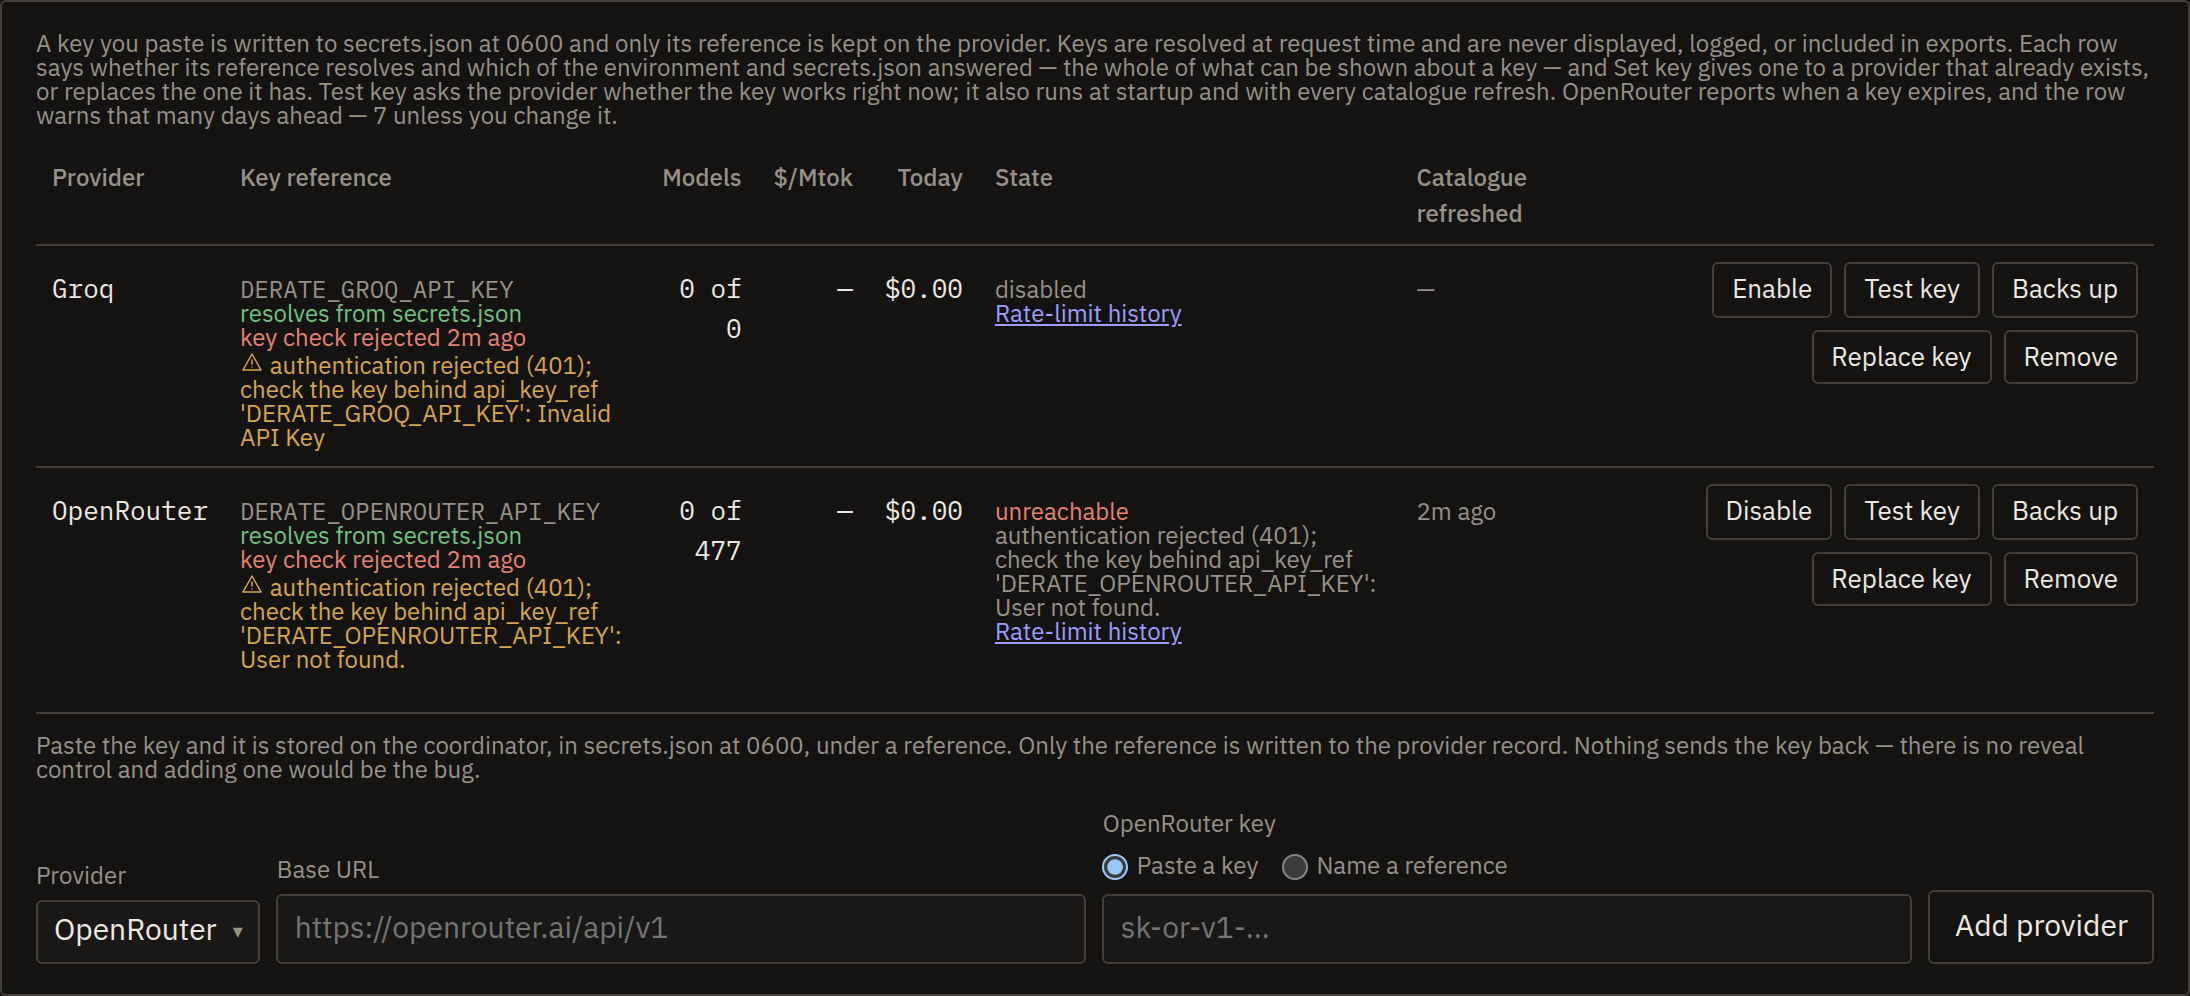 A key you paste is written to secrets.json at 0600 and only its reference is kept on the provider. Keys are resolved at request time and are never displayed, logged, or included in exports. Each row
says whether its reference resolves and which of the environment and secrets.json answered — the whole of what can be shown about a key — and Set key gives one to a provider that already exists,
or replaces the one it has. Test key asks the provider whether the key works right now; it also runs at startup and with every catalogue refresh. OpenRouter reports when a key expires, and the row
warns that many days ahead — 7 unless you change it.
Provider Key reference Models $/Mtok Today State Catalogue
refreshed
Groq DERATE_GROQ_API_KEY 0 of — $0.00 disabled — Enable Test key Backs up
resolves from secrets.json Rate-limit history
0
key check rejected 2m ago
Replace key Remove
⚠ authentication rejected (401);
check the key behind api_key_ref
'DERATE_GROQ_API_KEY': Invalid
API Key
OpenRouter DERATE_OPENROUTER_API_KEY 0 of — $0.00 unreachable 2m ago Disable Test key Backs up
resolves from secrets.json authentication rejected (401);
477
key check rejected 2m ago check the key behind api_key_ref
Replace key Remove
⚠ authentication rejected (401); 'DERATE_OPENROUTER_API_KEY':
check the key behind api_key_ref User not found.
'DERATE_OPENROUTER_API_KEY': Rate-limit history
User not found.
Paste the key and it is stored on the coordinator, in secrets.json at 0600, under a reference. Only the reference is written to the provider record. Nothing sends the key back — there is no reveal
control and adding one would be the bug.
OpenRouter key
Provider Base URL Paste a key Name a reference
OpenRouter ▾ https://openrouter.ai/api/v1 sk-or-v1-... Add provider